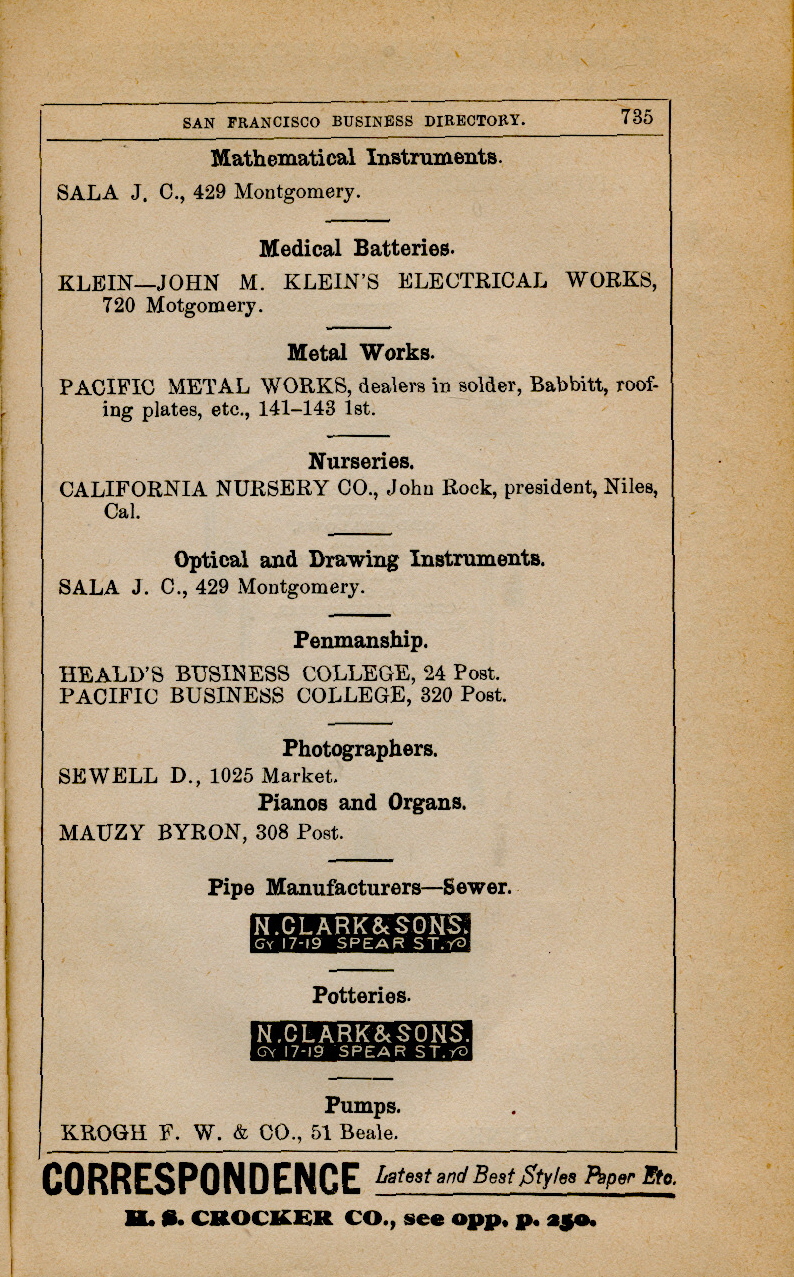 SAN FRANCISCO BUSINESS DIRECTORY. 735
Mathematical Instruments.
SALA J. C., 429 Montgomery.
Medical Batteries.
KLEIN—JOHN M. KLEIN'S ELECTRICAL WORKS,
720 Motgomery.
Metal Works.
PACIFIC METAL WORKS, dealers in solder, Babbitt, roof-
ing plates, etc., 141–143 1st.
Nurseries.
CALIFORNIA NURSERY CO., John Rock, president, Niles,
Cal.
Optical and Drawing Instruments.
SALA J. C., 429 Montgomery.
Penmanship.
HEALD'S BUSINESS COLLEGE, 24 Post.
PACIFIC BUSINESS COLLEGE, 320 Post.
Photographers.
SEWELL D., 1025 Market.
Pianos and Organs.
MAUZY BYRON, 308 Post.
Pipe Manufacturers—Sewer.
N. CLARK & SONS.
17-19 SPEAR ST.
Potteries.
N. CLARK & SONS.
17-19 SPEAR ST.
Pumps.
KROGH F. W. & CO., 51 Beale.
CORRESPONDENCE Latest and Best Styles Paper Etc.
H. S. CROCKER CO., see opp. p. 250.